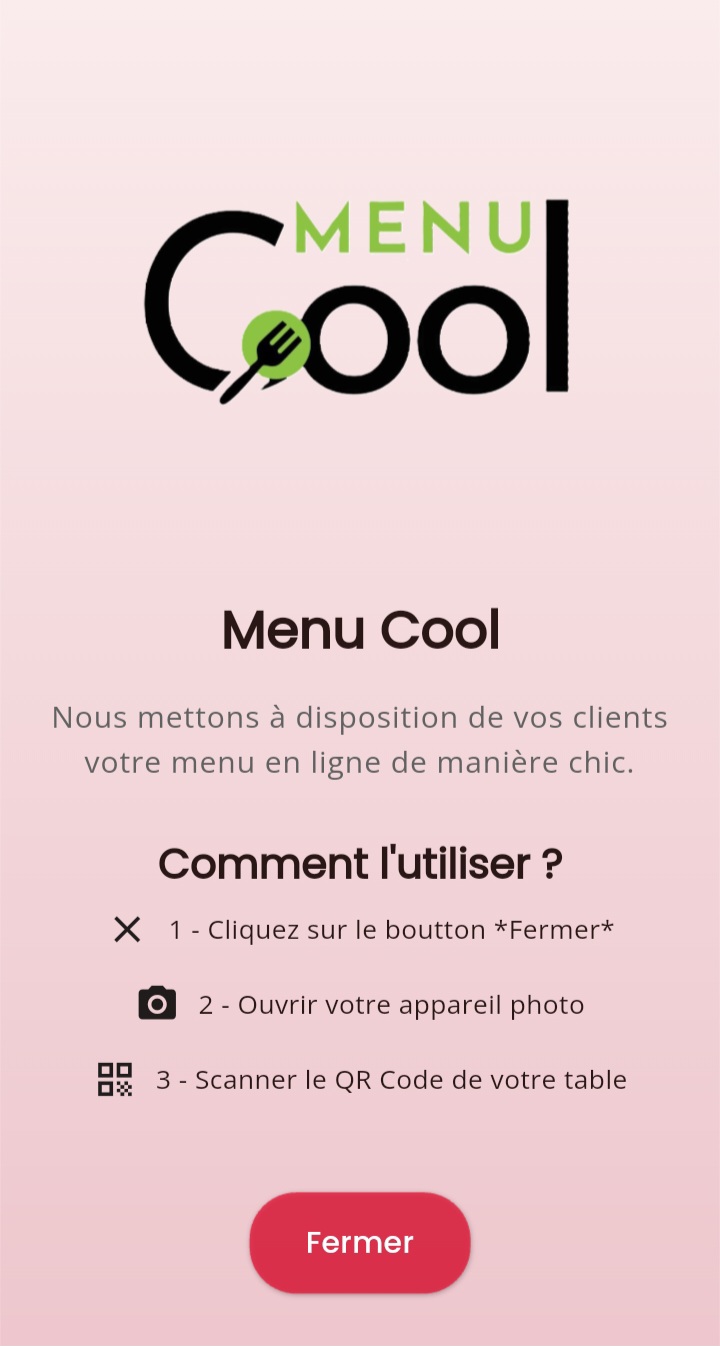 MENU
Cool
Menu Cool
Nous mettons à disposition de vos clients
votre menu en ligne de manière chic.
Comment l'utiliser ?
1 - Cliquez sur le boutton *Fermer*
2 - Ouvrir votre appareil photo
3 - Scanner le QR Code de votre table
Fermer